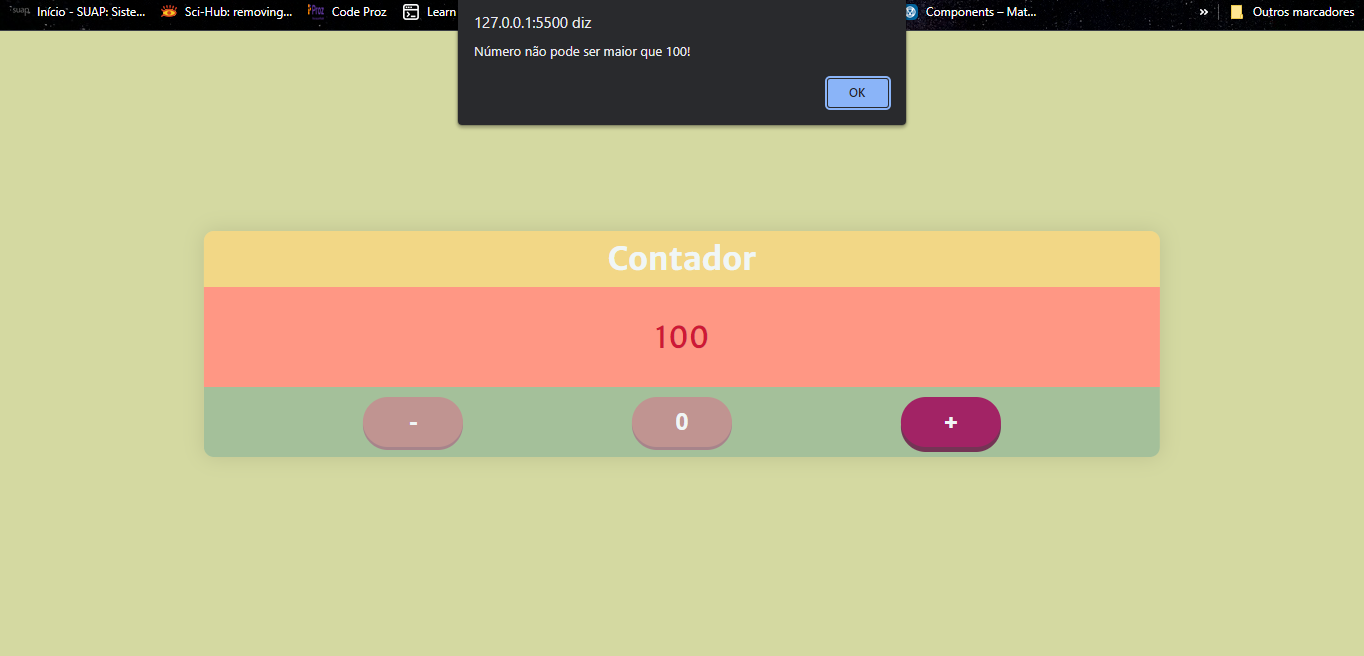 suap Início - SUAP: Siste... Sci-Hub: removing... Code Proz Learn Components – Mat... » Outros marcadores
127.0.0.1:5500 diz
Número não pode ser maior que 100!
OK
Contador
100
- 0 +